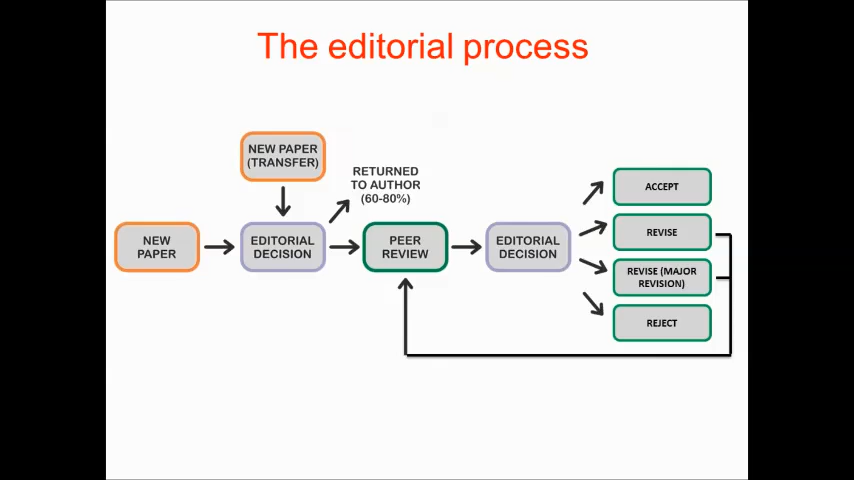 The editorial process
NEW PAPER
(TRANSFER)
RETURNED
TO AUTHOR
(60-80%)
NEW
PAPER
EDITORIAL
DECISION
PEER
REVIEW
EDITORIAL
DECISION
ACCEPT
REVISE
REVISE (MAJOR
REVISION)
REJECT